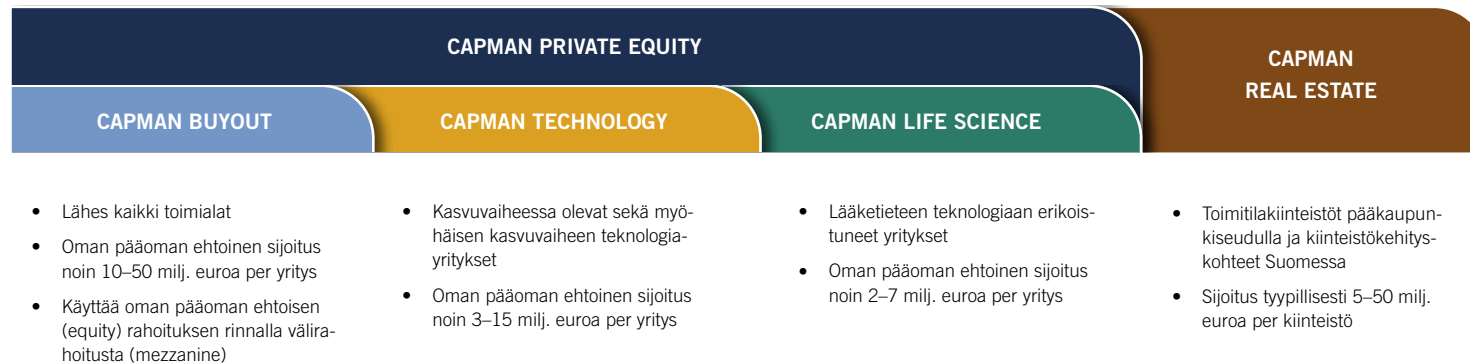 CAPMAN PRIVATE EQUITY
CAPMAN
REAL ESTATE
CAPMAN BUYOUT
CAPMAN TECHNOLOGY
CAPMAN LIFE SCIENCE
• Lähes kaikki toimialat
• Oman pääoman ehtoinen sijoitus
noin 10–50 milj. euroa per yritys
• Käyttää oman pääoman ehtoisen
(equity) rahoituksen rinnalla välira-
hoitusta (mezzanine)
• Kasvuvaiheessa olevat sekä myö-
häisen kasvuvaiheen teknologia-
yritykset
• Oman pääoman ehtoinen sijoitus
noin 3–15 milj. euroa per yritys
• Lääketieteen teknologiaan erikois-
tuneet yritykset
• Oman pääoman ehtoinen sijoitus
noin 2–7 milj. euroa per yritys
• Toimitilakiinteistöt pääkaupun-
kiseudulla ja kiinteistökehitys-
kohteet Suomessa
• Sijoitus tyypillisesti 5–50 milj.
euroa per kiinteistö